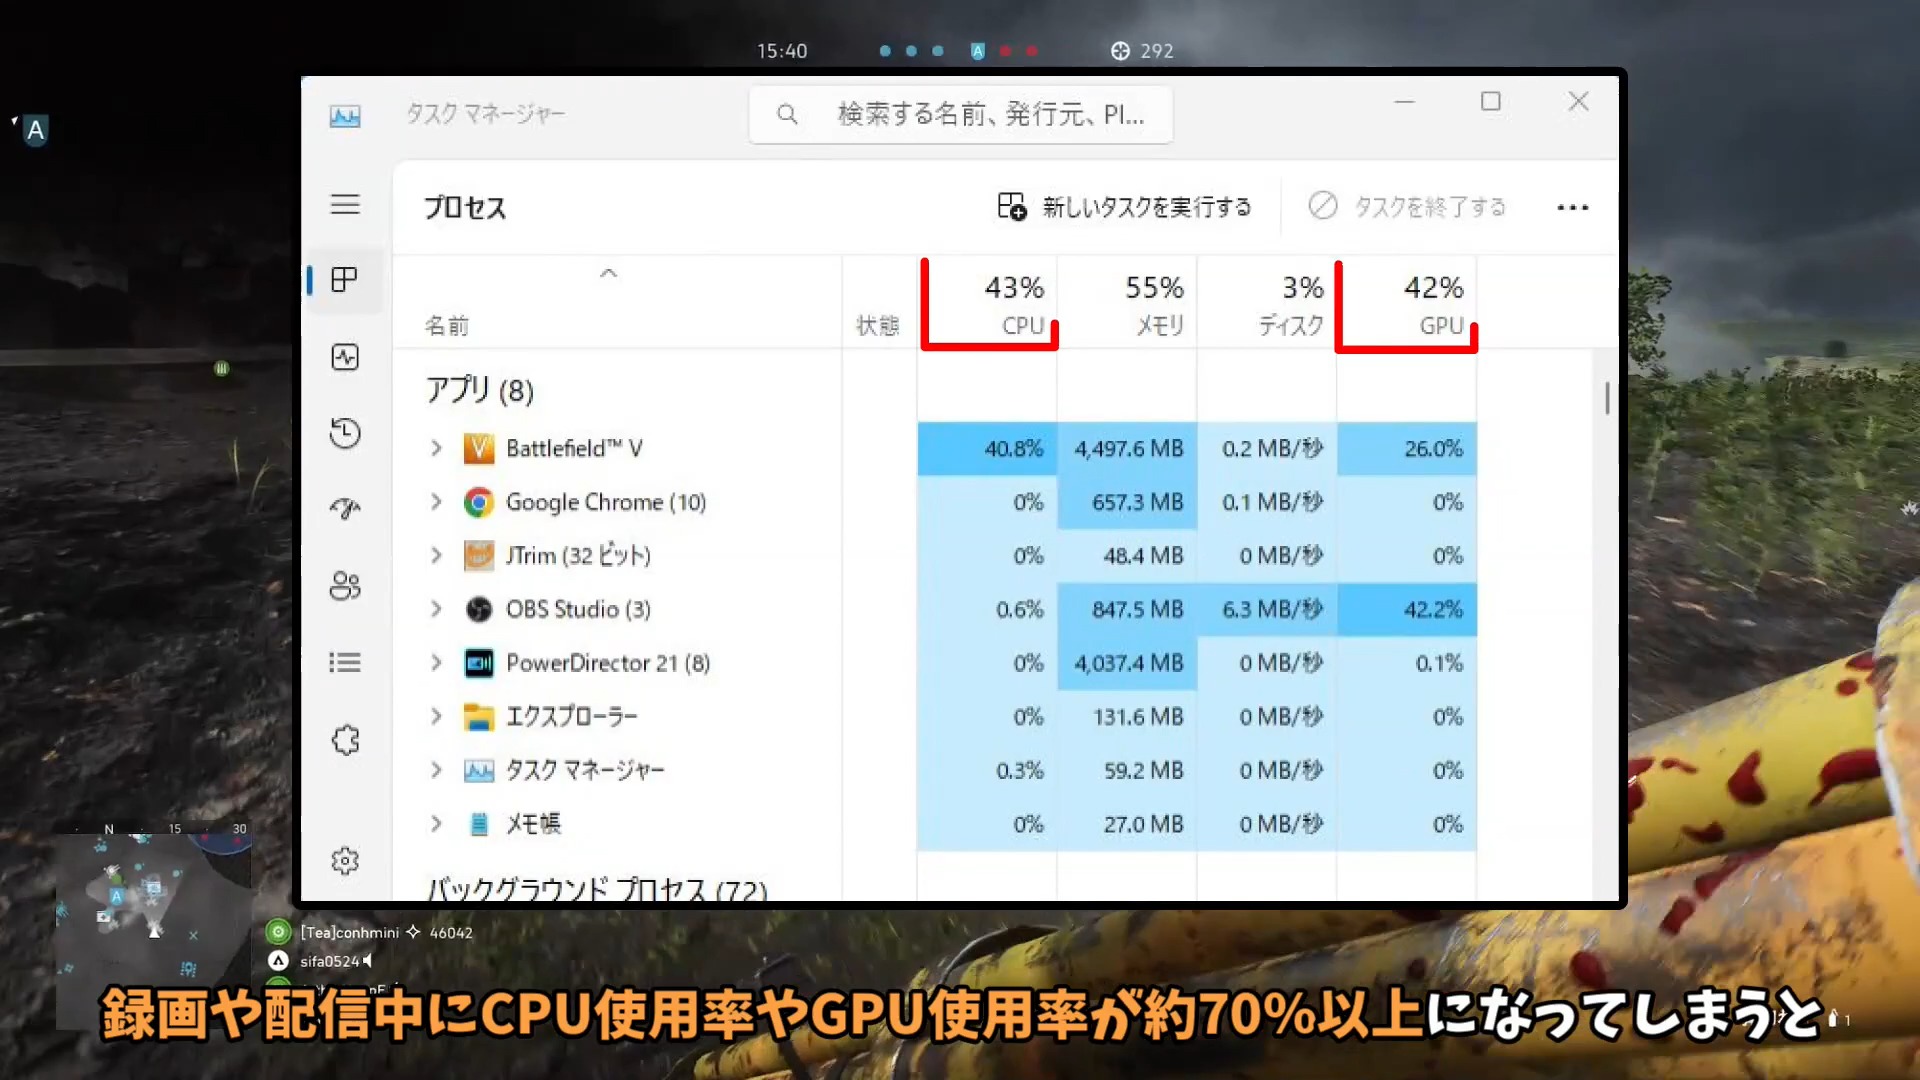 15:40
A
292
A
タスク マネージャー
検索する名前、発行元、PI...
プロセス
新しいタスクを実行する
タスクを終了する
43%
55%
3%
42%
名前
状態
CPU
メモリ
ディスク
GPU
アプリ (8)
Battlefield™ V
40.8%
4,497.6 MB
0.2 MB/秒
26.0%
Google Chrome (10)
0%
657.3 MB
0.1 MB/秒
0%
JTrim (32 ビット)
0%
48.4 MB
0 MB/秒
0%
OBS Studio (3)
0.6%
847.5 MB
6.3 MB/秒
42.2%
PowerDirector 21 (8)
0%
4,037.4 MB
0 MB/秒
0.1%
エクスプローラー
0%
131.6 MB
0 MB/秒
0%
タスク マネージャー
0.3%
59.2 MB
0 MB/秒
0%
メモ帳
0%
27.0 MB
0 MB/秒
0%
バックグラウンド プロセス (72)
N
15
30
A
[Tea]conhmini
46042
sifa0524
録画や配信中にCPU使用率やGPU使用率が約70%以上になってしまうと
1